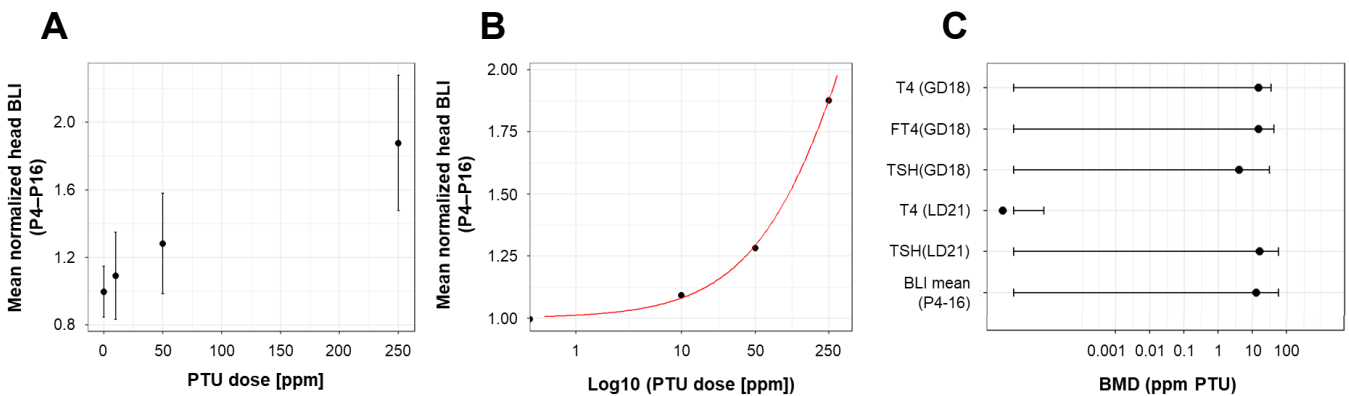 A
B
C
Mean normalized head BLI
(P4–P16)
2.0
1.6
1.2
0.8
0
50
100
150
200
250
PTU dose [ppm]
Mean normalized head BLI
(P4–P16)
2.00
1.75
1.50
1.25
1.00
1
10
50
250
Log10 (PTU dose [ppm])
T4 (GD18)
FT4(GD18)
TSH(GD18)
T4 (LD21)
TSH(LD21)
BLI mean
(P4-16)
0.001
0.01
0.1
1
10
100
BMD (ppm PTU)